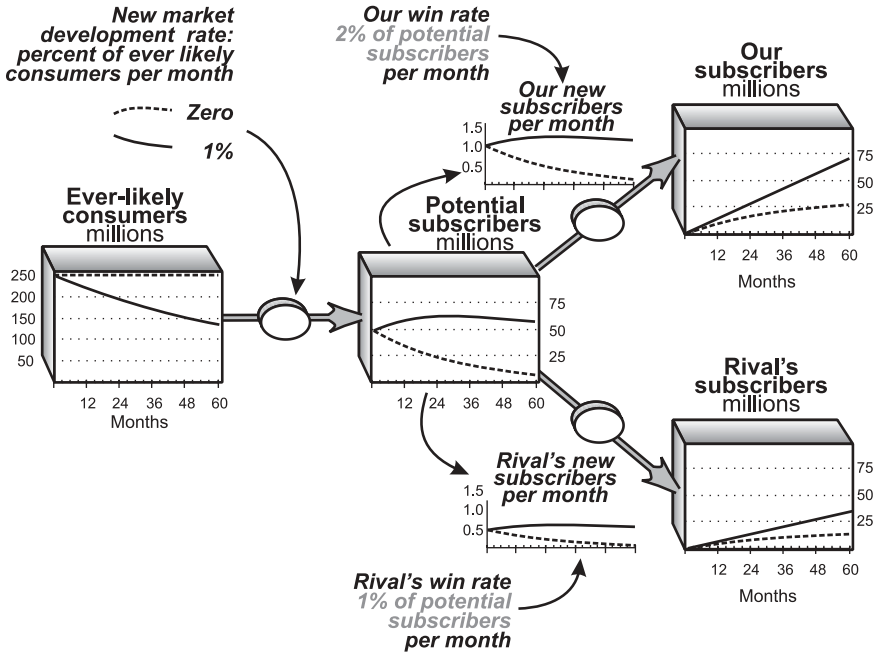 New market
development rate:
percent of ever likely
consumers per month
Zero
1%
Our win rate
2% of potential
subscribers
per month
Our new
subscribers
per month
1.5
1.0
0.5
Our
subscribers
millions
75
50
25
12 24 36 48 60
Months
Ever-likely
consumers
millions
250
200
150
100
50
12 24 36 48 60
Months
Potential
subscribers
millions
75
50
25
12 24 36 48 60
Months
Rival's
subscribers
millions
75
50
25
12 24 36 48 60
Months
Rival's new
subscribers
per month
1.5
1.0
0.5
Rival's win rate
1% of potential
subscribers
per month